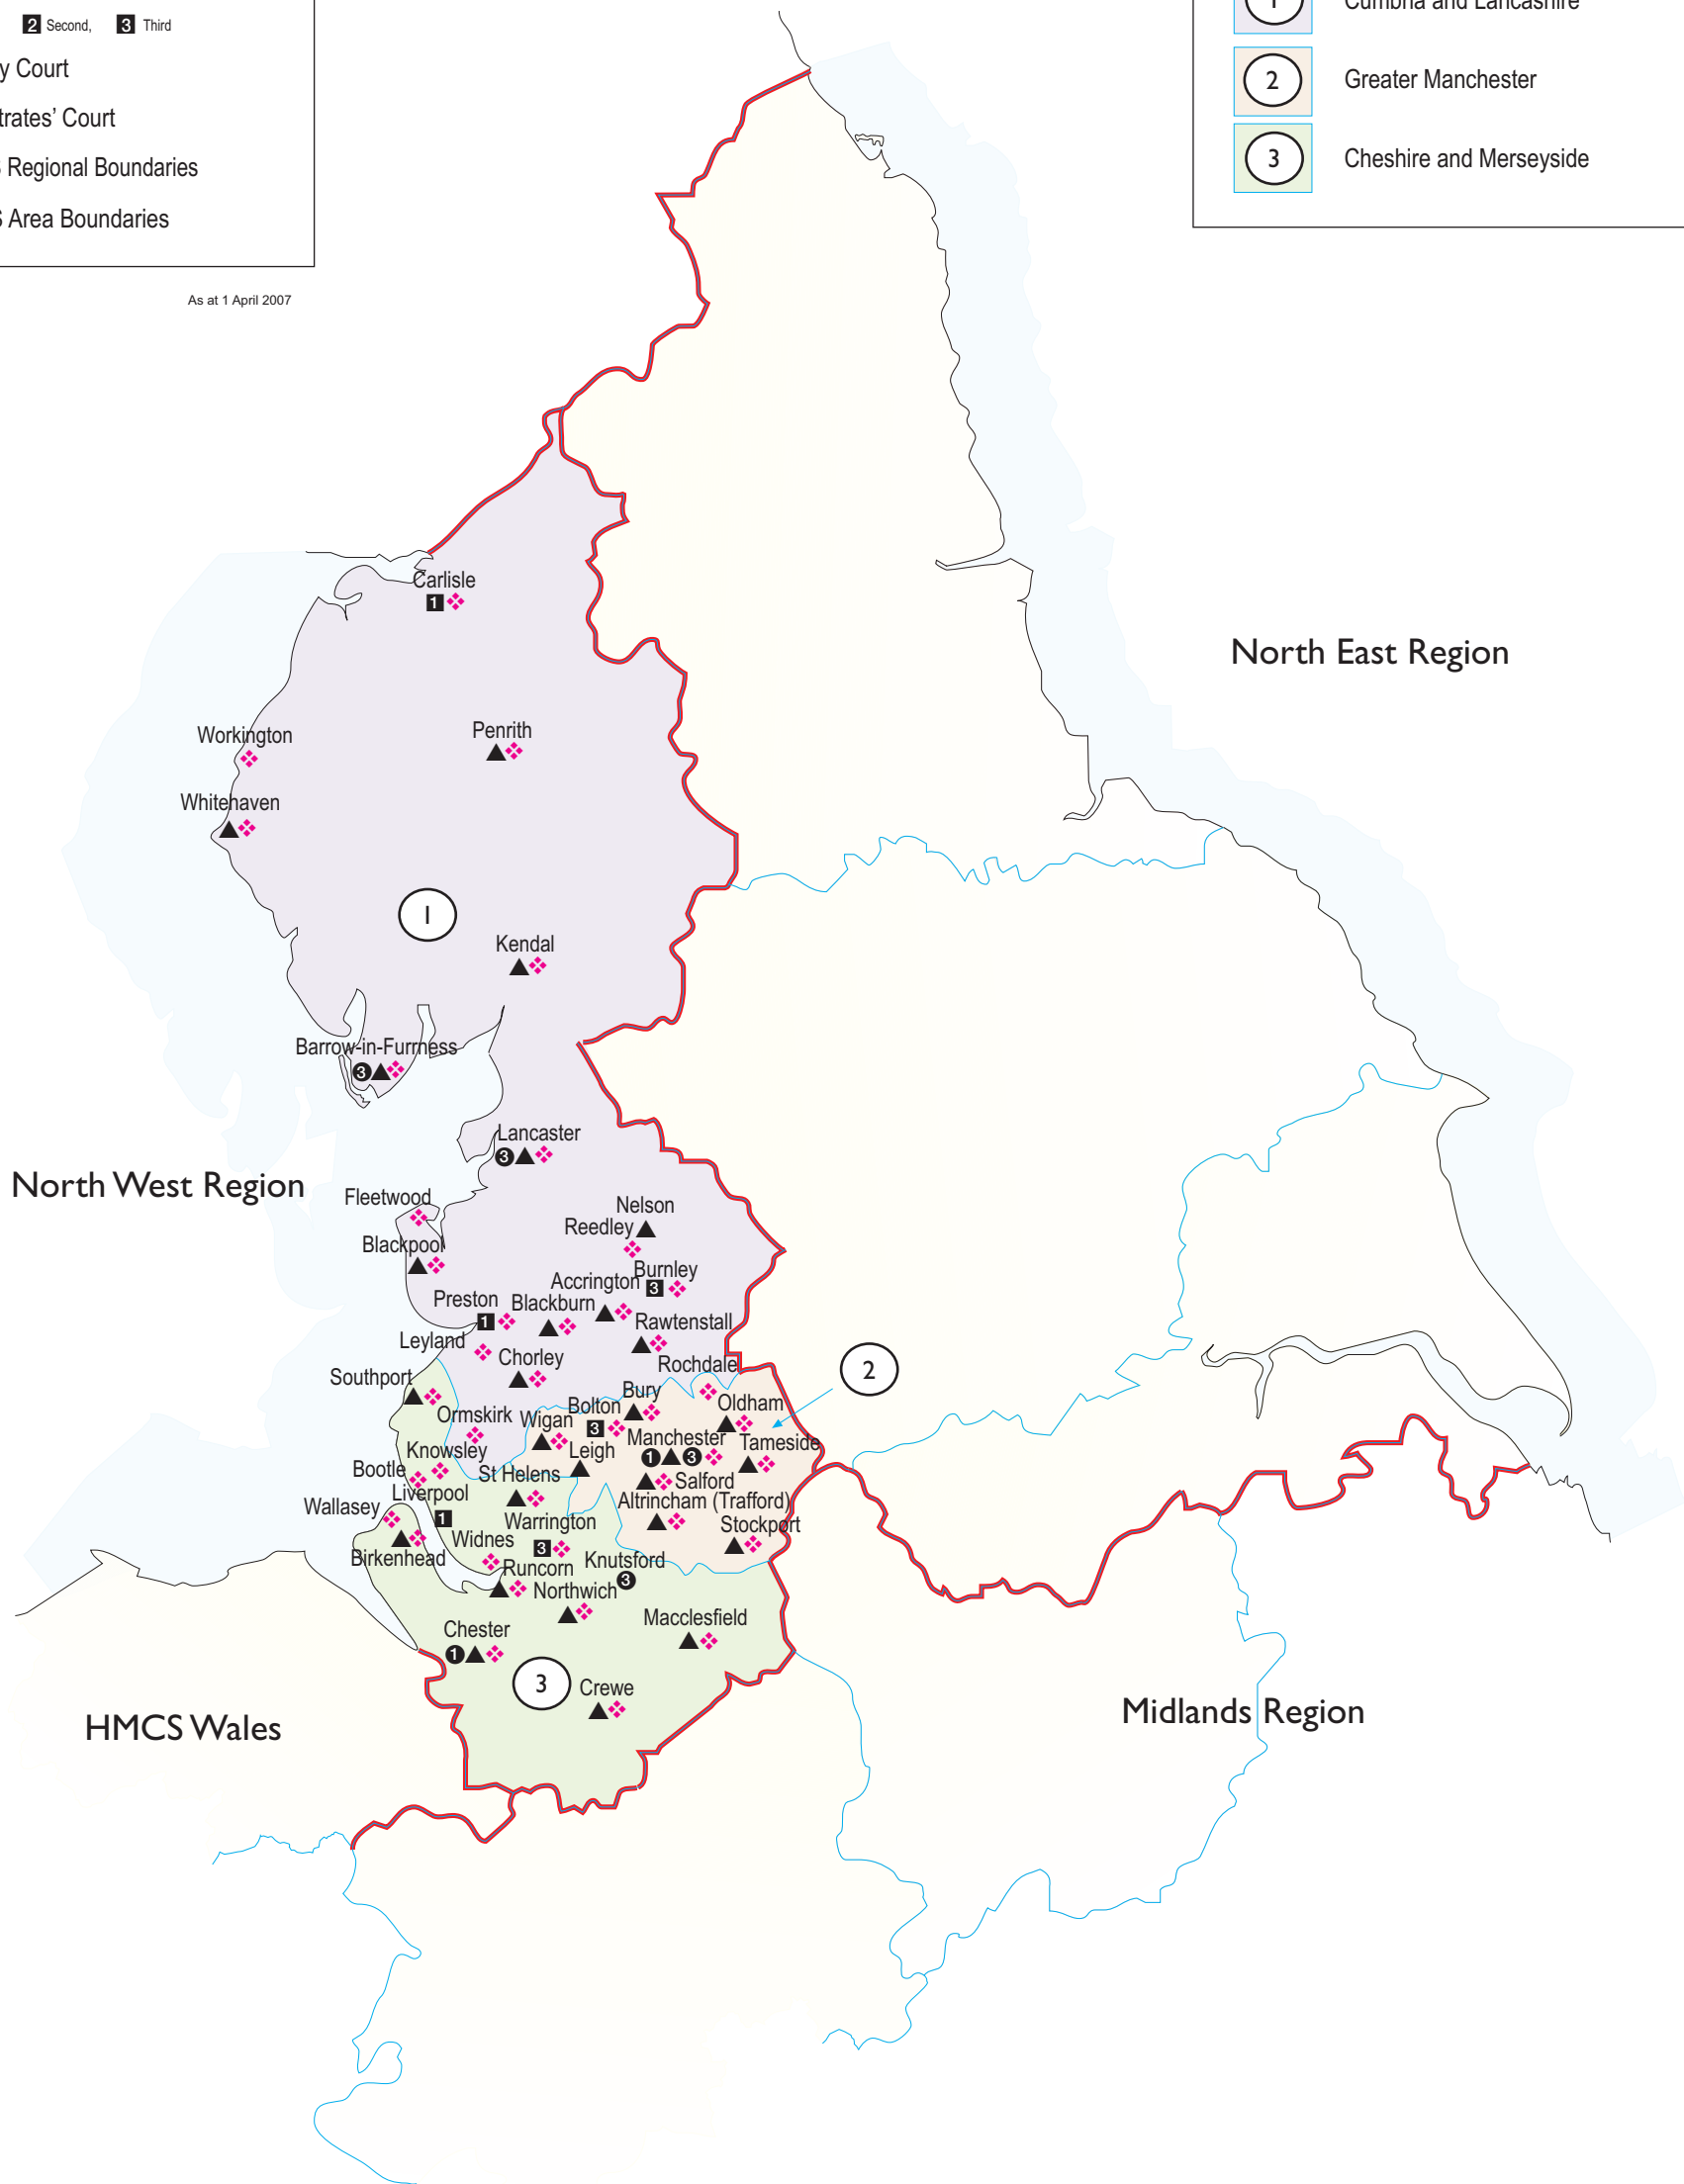 2 Second, 3 Third
y Court
trates’ Court
Regional Boundaries
Area Boundaries
As at 1 April 2007
1 Cumbria and Lancashire
2 Greater Manchester
3 Cheshire and Merseyside
Carlisle
1
North East Region
Workington
Penrith
Whitehaven
1
Kendal
Barrow-in-Furrness
3
Lancaster
3
North West Region
Fleetwood
Nelson
Reedley
Blackpool
Burnley
3
Accrington
Preston
1
Blackburn
Rawtenstall
Leyland
Chorley
Rochdale
2
Southport
Bury
Oldham
Bolton
3
Ormskirk
Wigan
Manchester
1 3
Tameside
Knowsley
Leigh
Bootle
St Helens
Salford
Liverpool
1
Altrincham (Trafford)
Wallasey
Warrington
3
Stockport
Widnes
Birkenhead
Knutsford
3
Runcorn
Northwich
Macclesfield
Chester
1
3
Crewe
HMCS Wales
Midlands Region